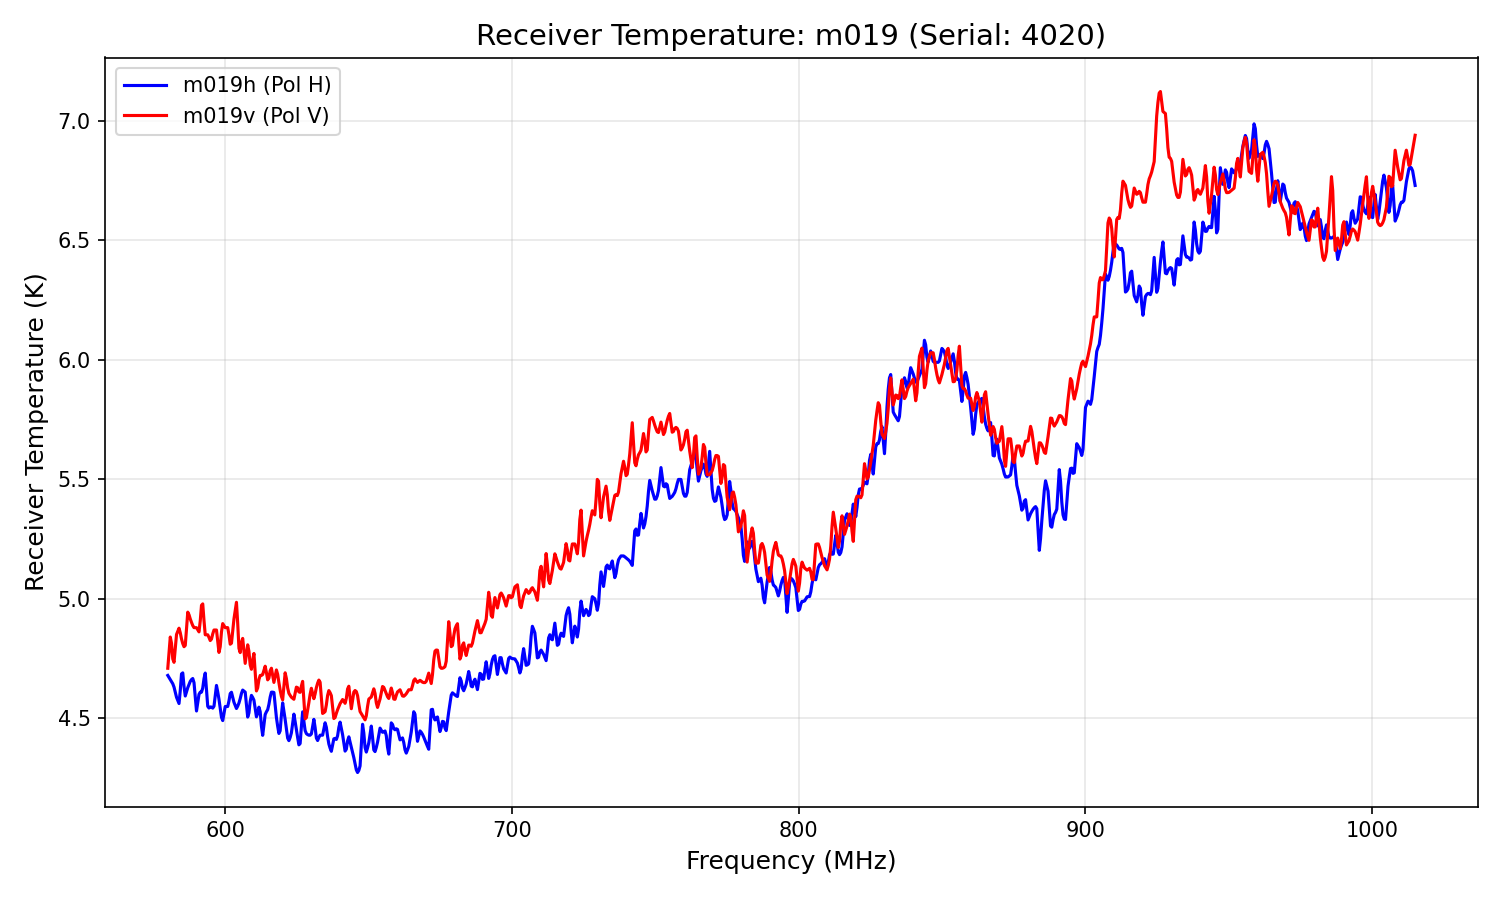 Receiver Temperature: m019 (Serial: 4020)
m019h (Pol H)
m019v (Pol V)
Receiver Temperature (K)
7.0
6.5
6.0
5.5
5.0
4.5
600 700 800 900 1000
Frequency (MHz)